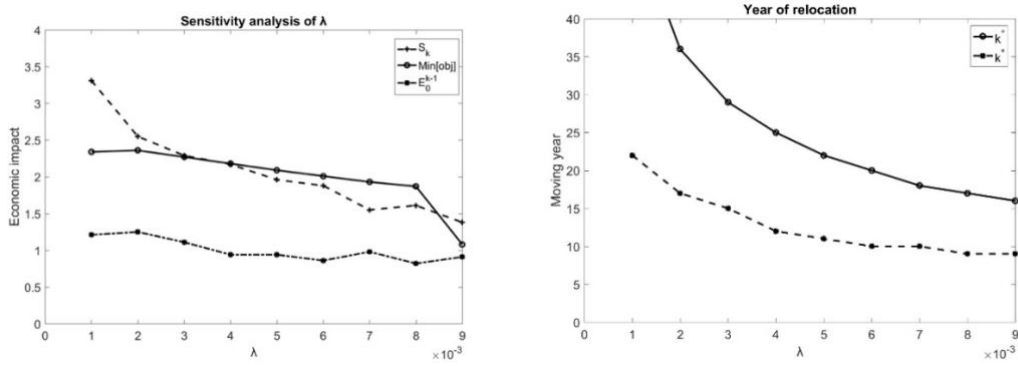 Sensitivity analysis of λ
4
3.5
3
2.5
2
1.5
1
0.5
0
Economic impact
S_k
Min[obj]
E_0^{k-1}
0 1 2 3 4 5 6 7 8 9
λ
×10^{-3}
Year of relocation
40
35
30
25
20
15
10
5
0
Moving year
k^*
k^*
0 1 2 3 4 5 6 7 8 9
λ
×10^{-3}